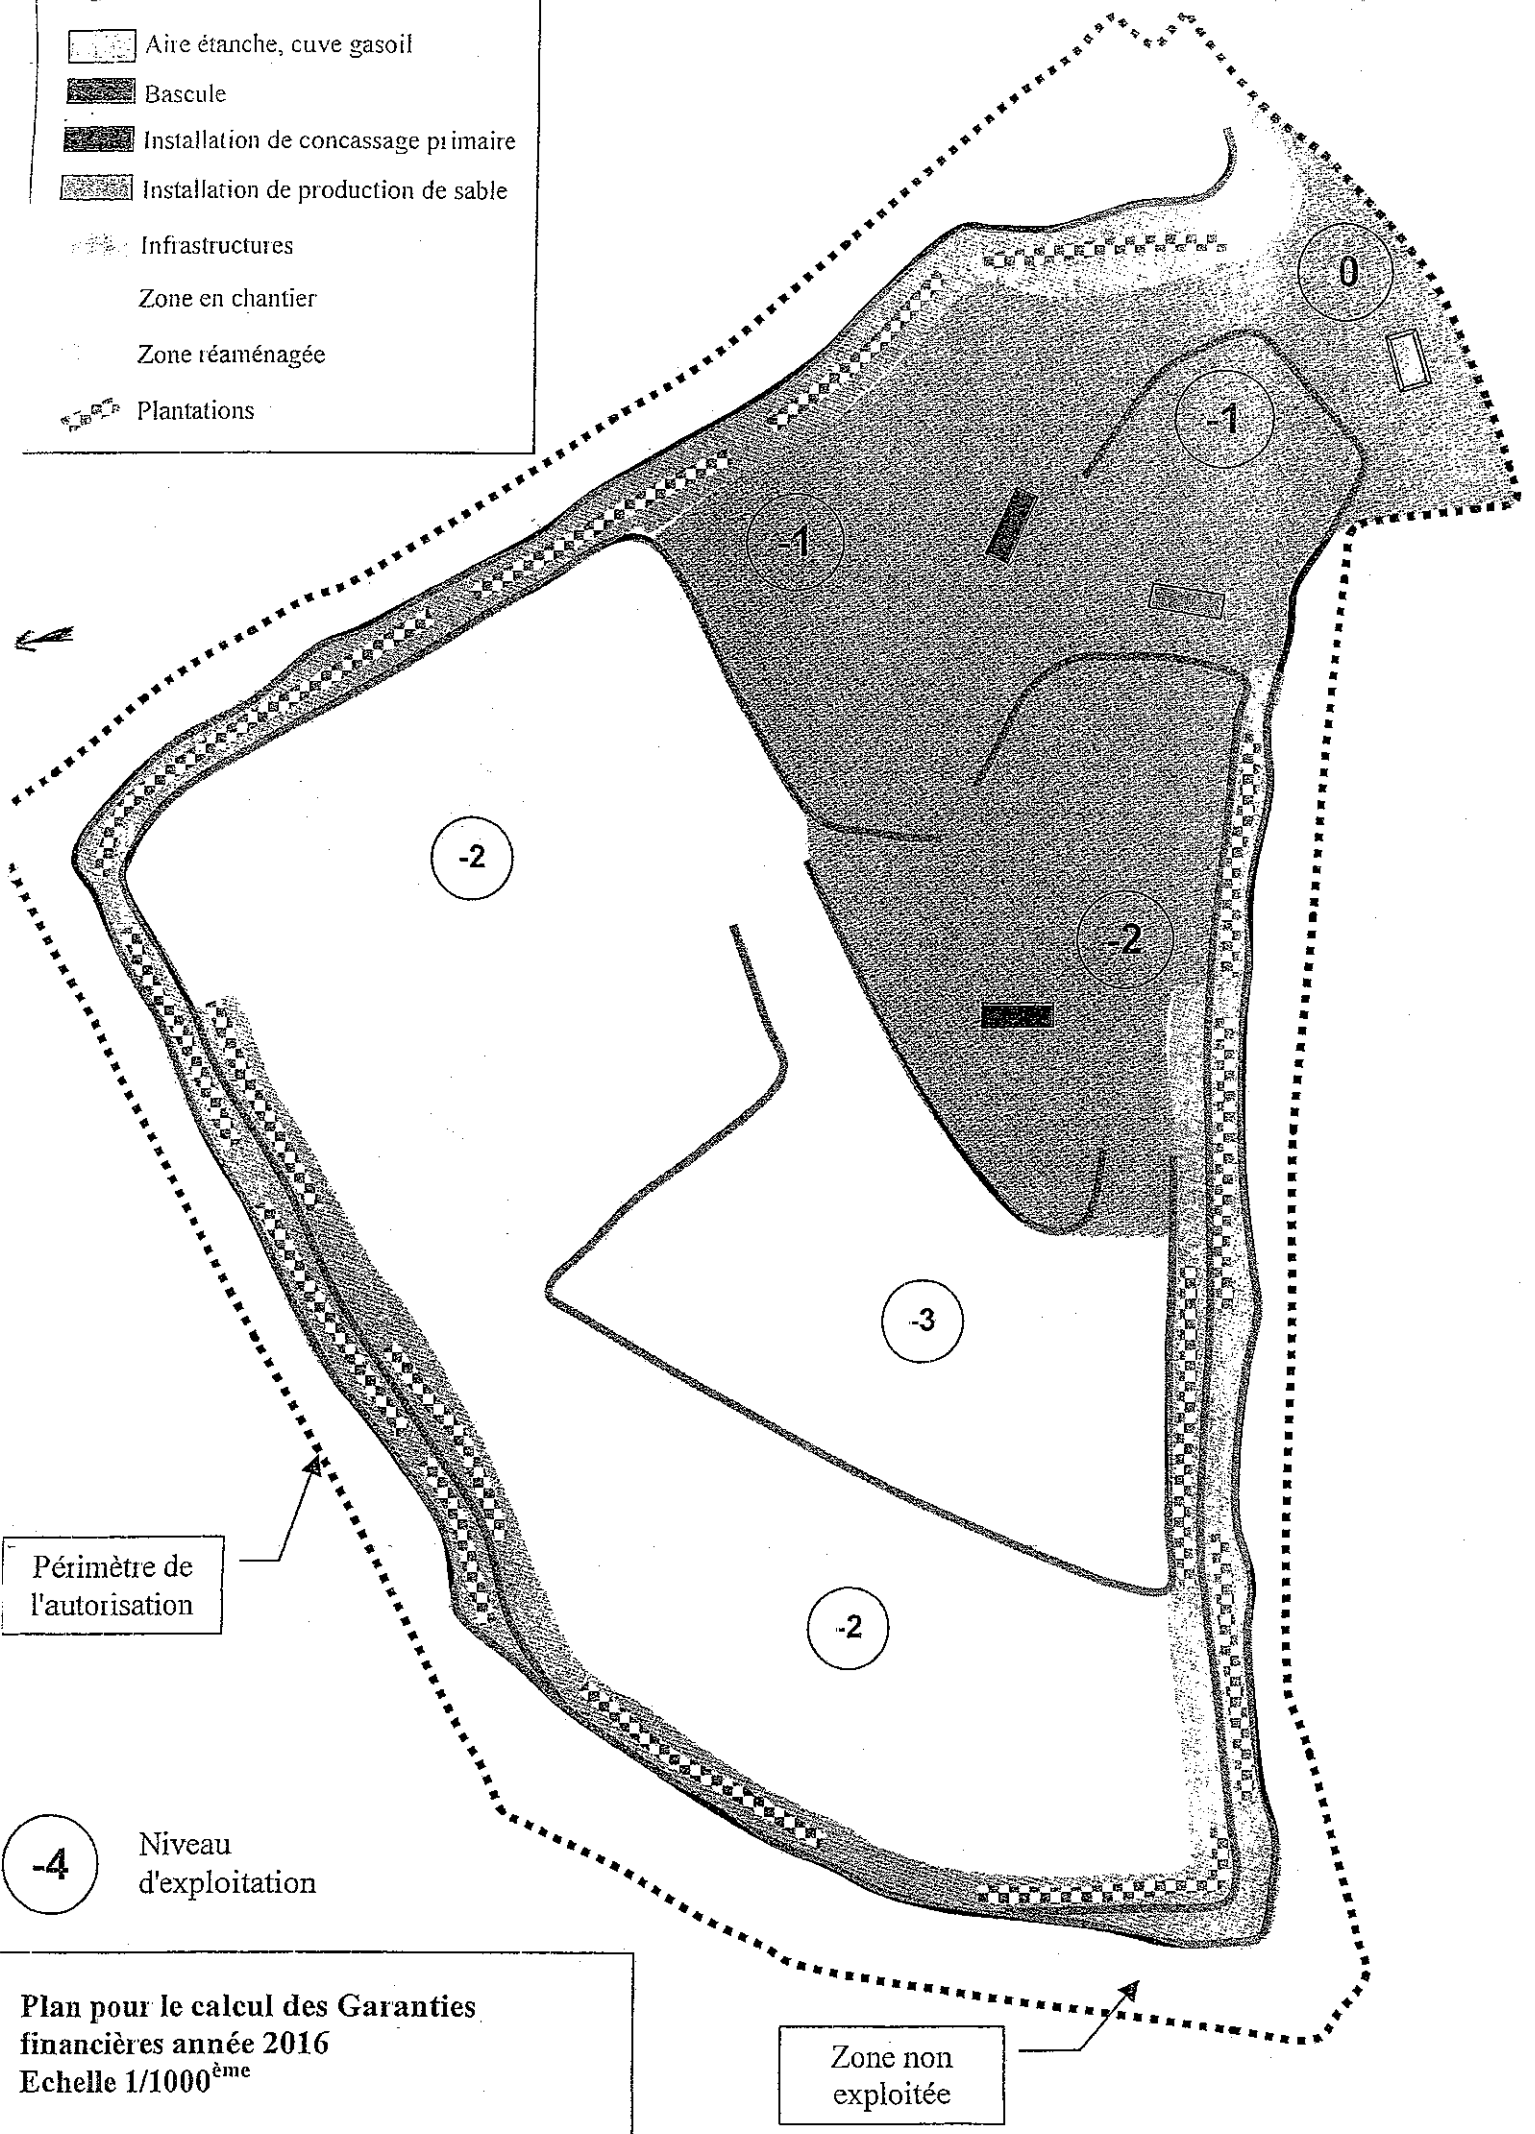 Aire étanche, cuve gasoil
Bascule
Installation de concassage primaire
Installation de production de sable
Infrastructures
Zone en chantier
Zone réaménagée
Plantations
0
-1
-1
-2
-2
-3
-2
Périmètre de
l'autorisation
-4
Niveau
d'exploitation
Plan pour le calcul des Garanties
financières année 2016
Echelle 1/1000ème
Zone non
exploitée